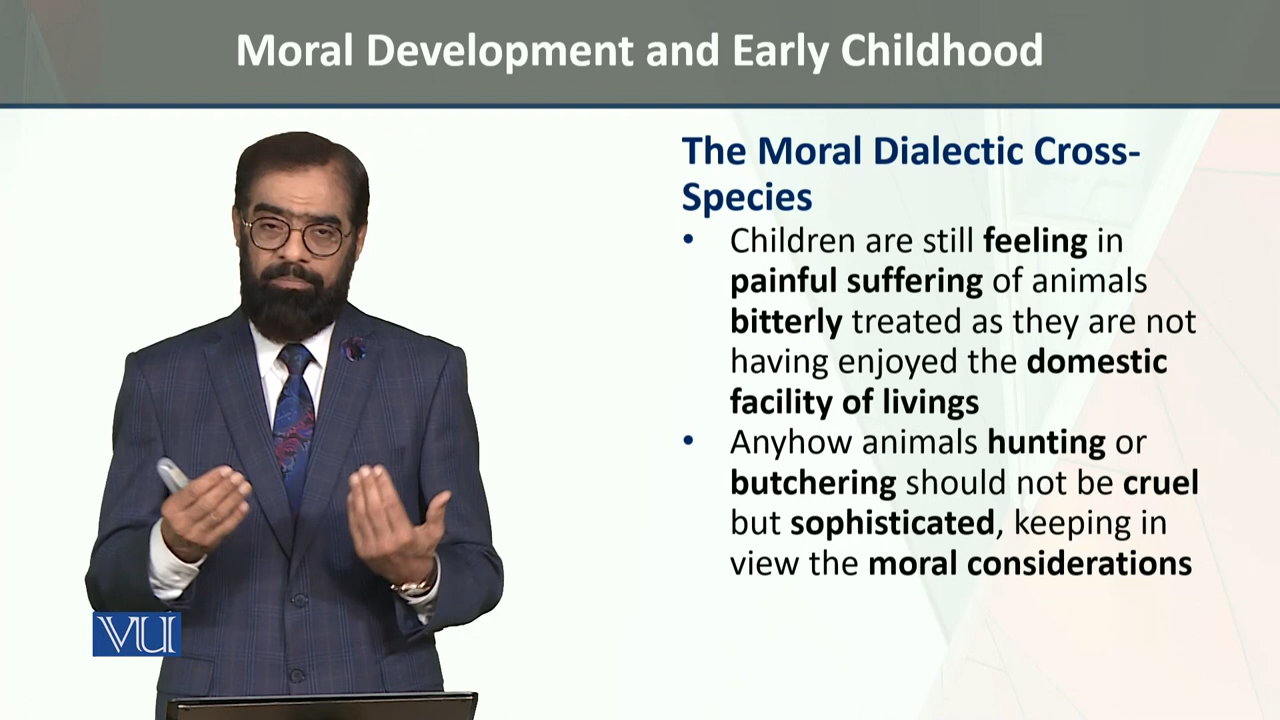 Moral Development and Early Childhood
The Moral Dialectic Cross-
Species
• Children are still feeling in
painful suffering of animals
bitterly treated as they are not
having enjoyed the domestic
facility of livings
• Anyhow animals hunting or
butchering should not be cruel
but sophisticated, keeping in
view the moral considerations
VU